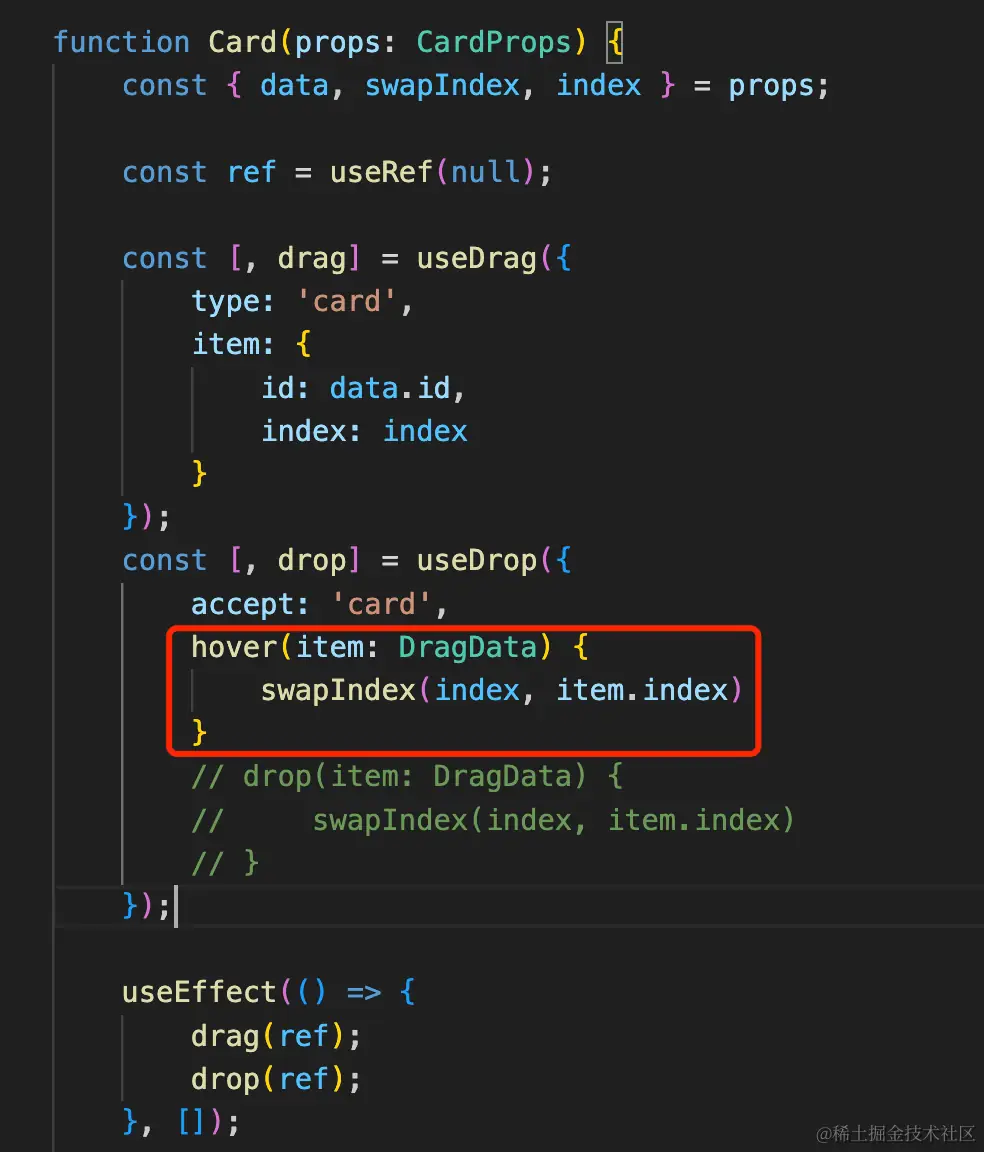 function Card(props: CardProps) {
    const { data, swapIndex, index } = props;

    const ref = useRef(null);

    const [, drag] = useDrag({
        type: 'card',
        item: {
            id: data.id,
            index: index
        }
    });
    const [, drop] = useDrop({
        accept: 'card',
        hover(item: DragData) {
            swapIndex(index, item.index)
        }
        // drop(item: DragData) {
        //     swapIndex(index, item.index)
        // }
    });

    useEffect(() => {
        drag(ref);
        drop(ref);
    }, []);
@稀土掘金技术社区